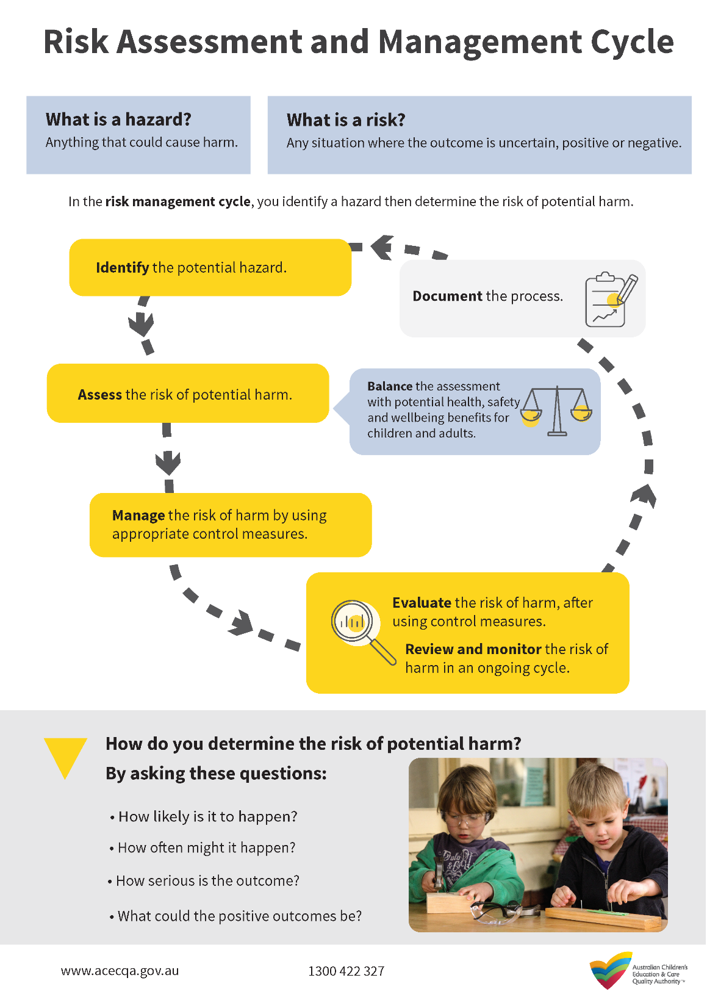 Risk Assessment and Management Cycle
What is a hazard?
Anything that could cause harm.
What is a risk?
Any situation where the outcome is uncertain, positive or negative.
In the risk management cycle, you identify a hazard then determine the risk of potential harm.
Identify the potential hazard.
Document the process.
Assess the risk of potential harm.
Balance the assessment
with potential health, safety
and wellbeing benefits for
children and adults.
Manage the risk of harm by using
appropriate control measures.
Evaluate the risk of harm, after
using control measures.
Review and monitor the risk of
harm in an ongoing cycle.
How do you determine the risk of potential harm?
By asking these questions:
• How likely is it to happen?
• How often might it happen?
• How serious is the outcome?
• What could the positive outcomes be?
www.acecqa.gov.au
1300 422 327
Australian Children's
Education & Care
Quality Authority™